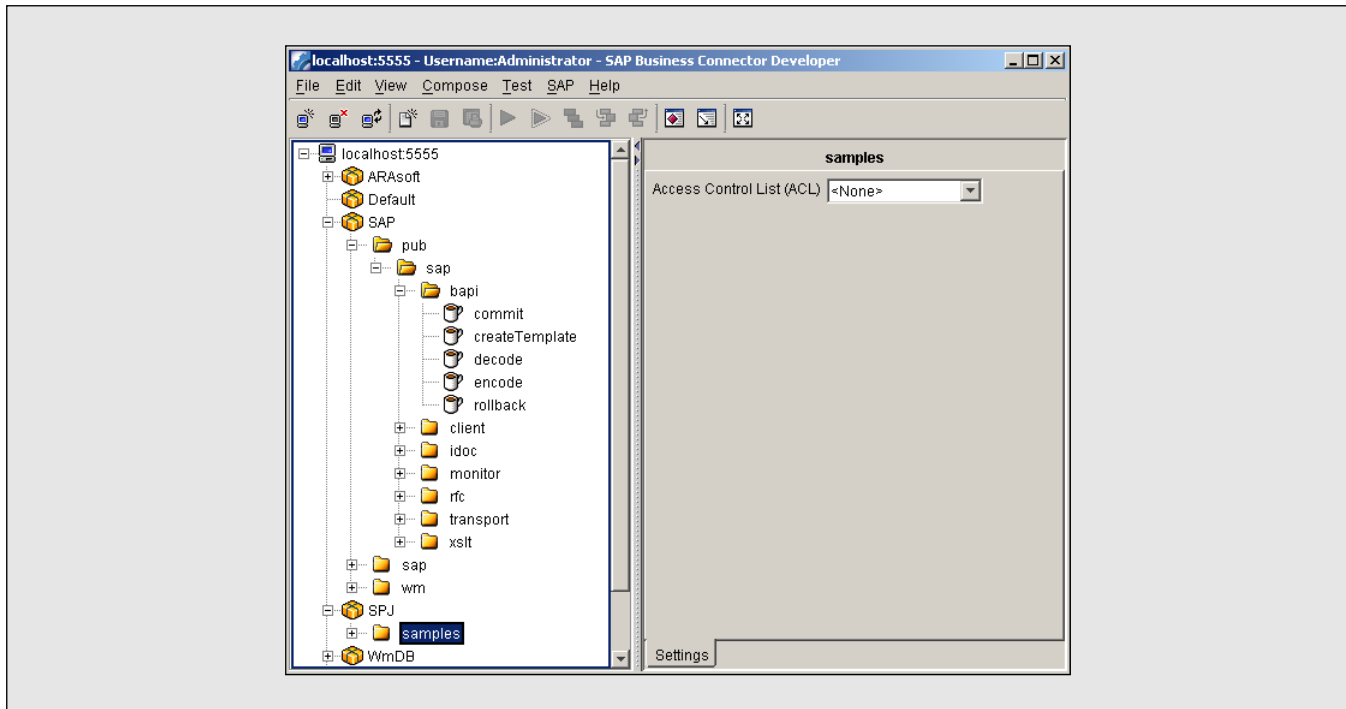 localhost:5555 - Username:Administrator - SAP Business Connector Developer
File Edit View Compose Test SAP Help
localhost:5555
ARAsoft
Default
SAP
pub
sap
bapi
commit
createTemplate
decode
encode
rollback
client
idoc
monitor
rfc
transport
xslt
sap
wm
SPJ
samples
WmDB
samples
Access Control List (ACL) <None>
Settings